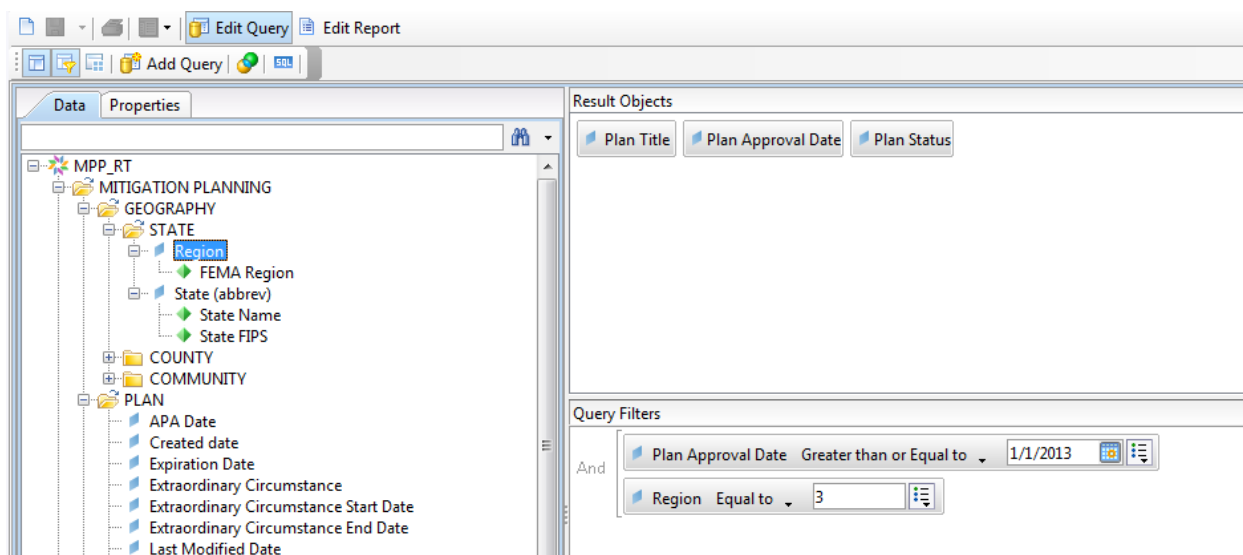 Edit Query Edit Report
Add Query SQL
Data Properties
MPP_RT
MITIGATION PLANNING
GEOGRAPHY
STATE
Region
FEMA Region
State (abbrev)
State Name
State FIPS
COUNTY
COMMUNITY
PLAN
APA Date
Created date
Expiration Date
Extraordinary Circumstance
Extraordinary Circumstance Start Date
Extraordinary Circumstance End Date
Last Modified Date
Result Objects
Plan Title Plan Approval Date Plan Status
Query Filters
And
Plan Approval Date Greater than or Equal to 1/1/2013
Region Equal to 3